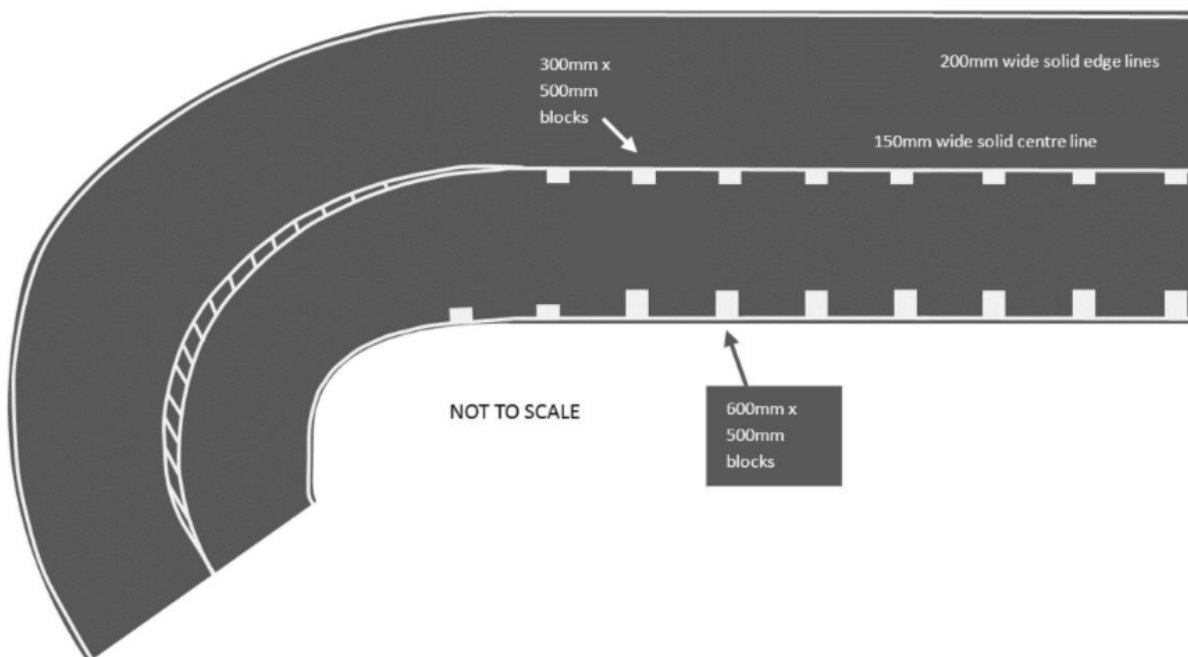 300mm x
500mm
blocks
200mm wide solid edge lines
150mm wide solid centre line
NOT TO SCALE
600mm x
500mm
blocks